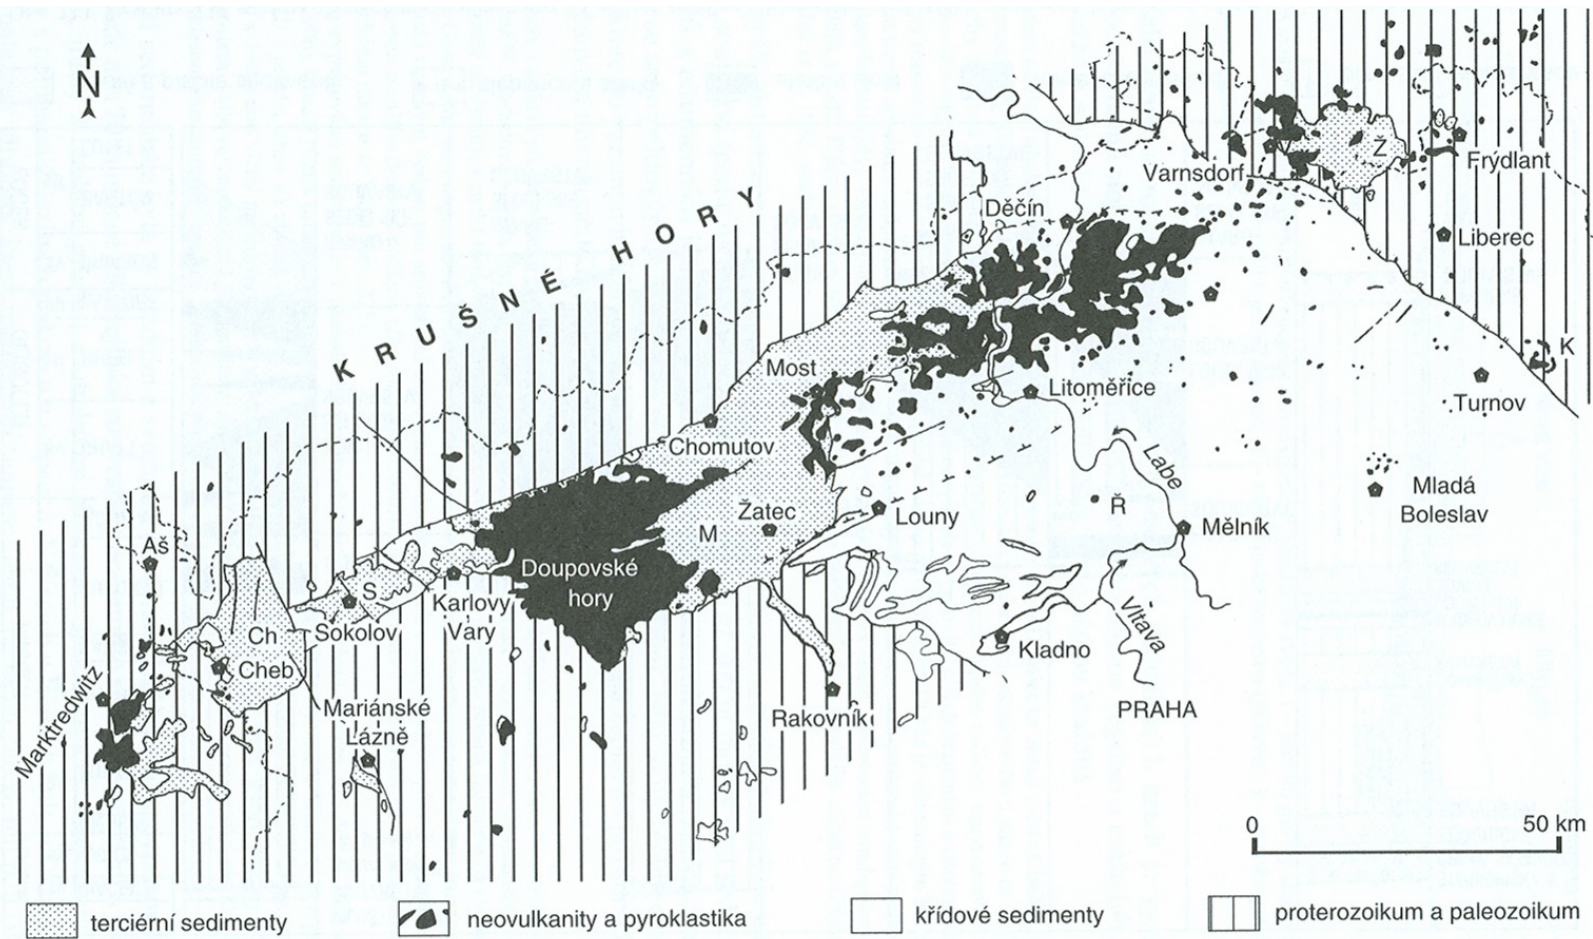 N
KRUŠNÉ HORY
Děčín
Varnsdorf
V
Ž
Frýdlant
Liberec
K
Most
Litoměřice
Turnov
Chomutov
Labe
Mladá
Boleslav
Žatec
M
Louny
Ř
Mělník
Aš
Doupovské
hory
S
Karlovy
Vary
Sokolov
Ch
Cheb
Vltava
Kladno
Marktredwitz
Mariánské
Lázně
Rakovník
PRAHA
0 50 km
terciérní sedimenty
neovulkanity a pyroklastika
křídové sedimenty
proterozoikum a paleozoikum